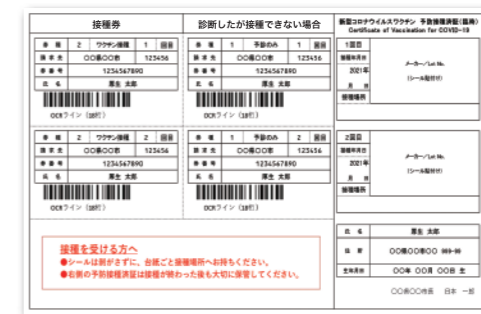 接種券
診断したが接種できない場合
新型コロナウイルスワクチン 予防接種済証(臨時)
Certificate of Vaccination for COVID-19
券種 2 ワクチン接種 1 回目
請求先 〇〇県〇〇市 123456
券番号 1234567890
氏名 厚生 太郎
OCRライン(18桁)
券種 1 予診のみ 1 回目
請求先 〇〇県〇〇市 123456
券番号 1234567890
氏名 厚生 太郎
OCRライン(18桁)
1回目
接種年月日
2021年
月 日
メーカー/Lot No.
(シール貼付け)
接種場所
券種 2 ワクチン接種 2 回目
請求先 〇〇県〇〇市 123456
券番号 1234567890
氏名 厚生 太郎
OCRライン(18桁)
券種 1 予診のみ 2 回目
請求先 〇〇県〇〇市 123456
券番号 1234567890
氏名 厚生 太郎
OCRライン(18桁)
2回目
接種年月日
2021年
月 日
メーカー/Lot No.
(シール貼付け)
接種場所
接種を受ける方へ
●シールは剥がさずに、台紙ごと接種場所へお持ちください。
●右側の予防接種済証は接種が終わった後も大切に保管してください。
氏名 厚生 太郎
住所 〇〇県〇〇市〇〇 999-99
生年月日 〇〇年 〇〇月 〇〇日 生
〇〇県〇〇市長 日本 一郎